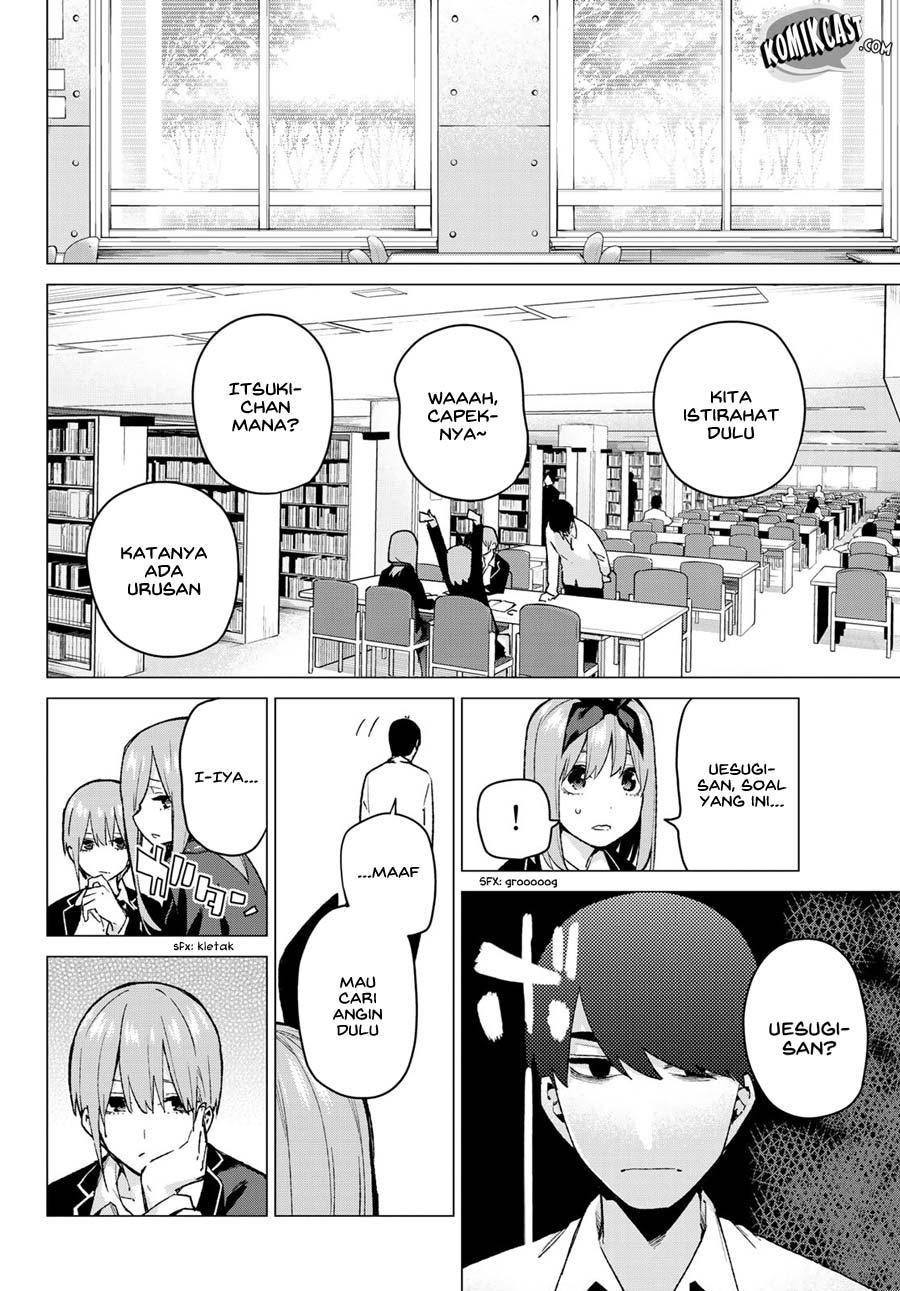 KOMIKCAST
.COM
KITA
ISTIRAHAT
DULU
WAAAH,
CAPEK-
NYA~
ITSUKI-
CHAN
MANA?
KATANYA
ADA
URUSAN
UESUGI-
SAN, SOAL
YANG INI...
!
SFX: grooooog
UESUGI-
SAN?
...MAAF
MAU
CARI
ANGIN
DULU
I-IYA...
SFX: kletak